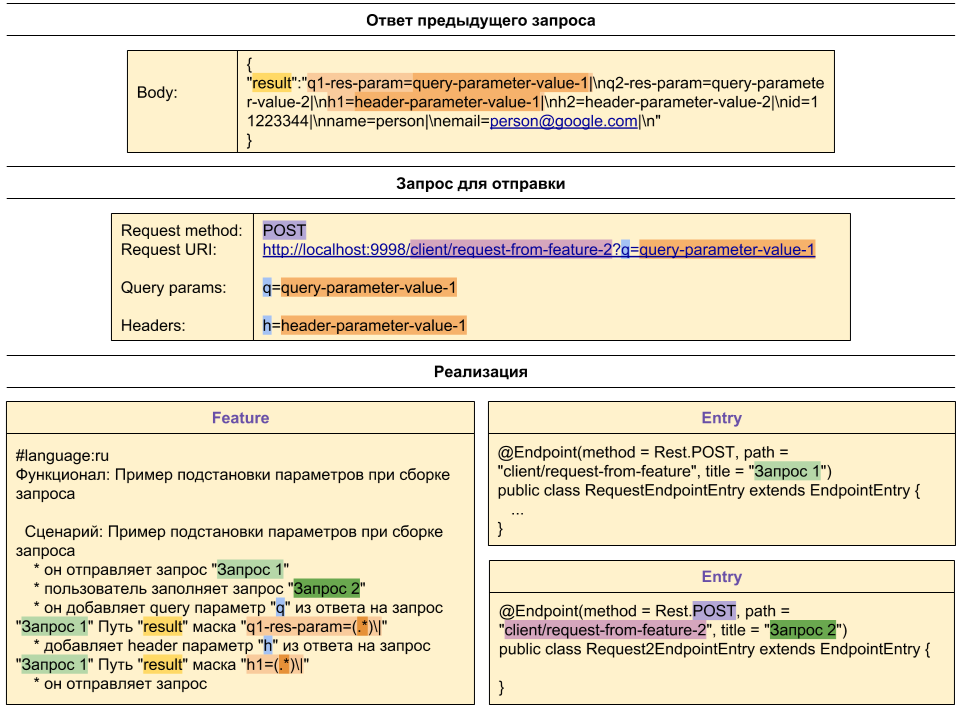 Ответ предыдущего запроса
Body:
{
"result":"q1-res-param=query-parameter-value-1|\nq2-res-param=query-paramete
r-value-2|\nh1=header-parameter-value-1|\nh2=header-parameter-value-2|\nid=1
1223344|\nname=person|\nemail=person@google.com|\n"
}
Запрос для отправки
Request method: POST
Request URI: http://localhost:9998/client/request-from-feature-2?q=query-parameter-value-1
Query params: q=query-parameter-value-1
Headers: h=header-parameter-value-1
Реализация
Feature
#language:ru
Функционал: Пример подстановки параметров при сборке
запроса
Сценарий: Пример подстановки параметров при сборке
запроса
* он отправляет запрос "Запрос 1"
* пользователь заполняет запрос "Запрос 2"
* он добавляет query параметр "q" из ответа на запрос
"Запрос 1" Путь "result" маска "q1-res-param=(.*)\|"
* добавляет header параметр "h" из ответа на запрос
"Запрос 1" Путь "result" маска "h1=(.*)\|"
* он отправляет запрос
Entry
@Endpoint(method = Rest.POST, path =
"client/request-from-feature", title = "Запрос 1")
public class RequestEndpointEntry extends EndpointEntry {
...
}
Entry
@Endpoint(method = Rest.POST, path =
"client/request-from-feature-2", title = "Запрос 2")
public class Request2EndpointEntry extends EndpointEntry {
}